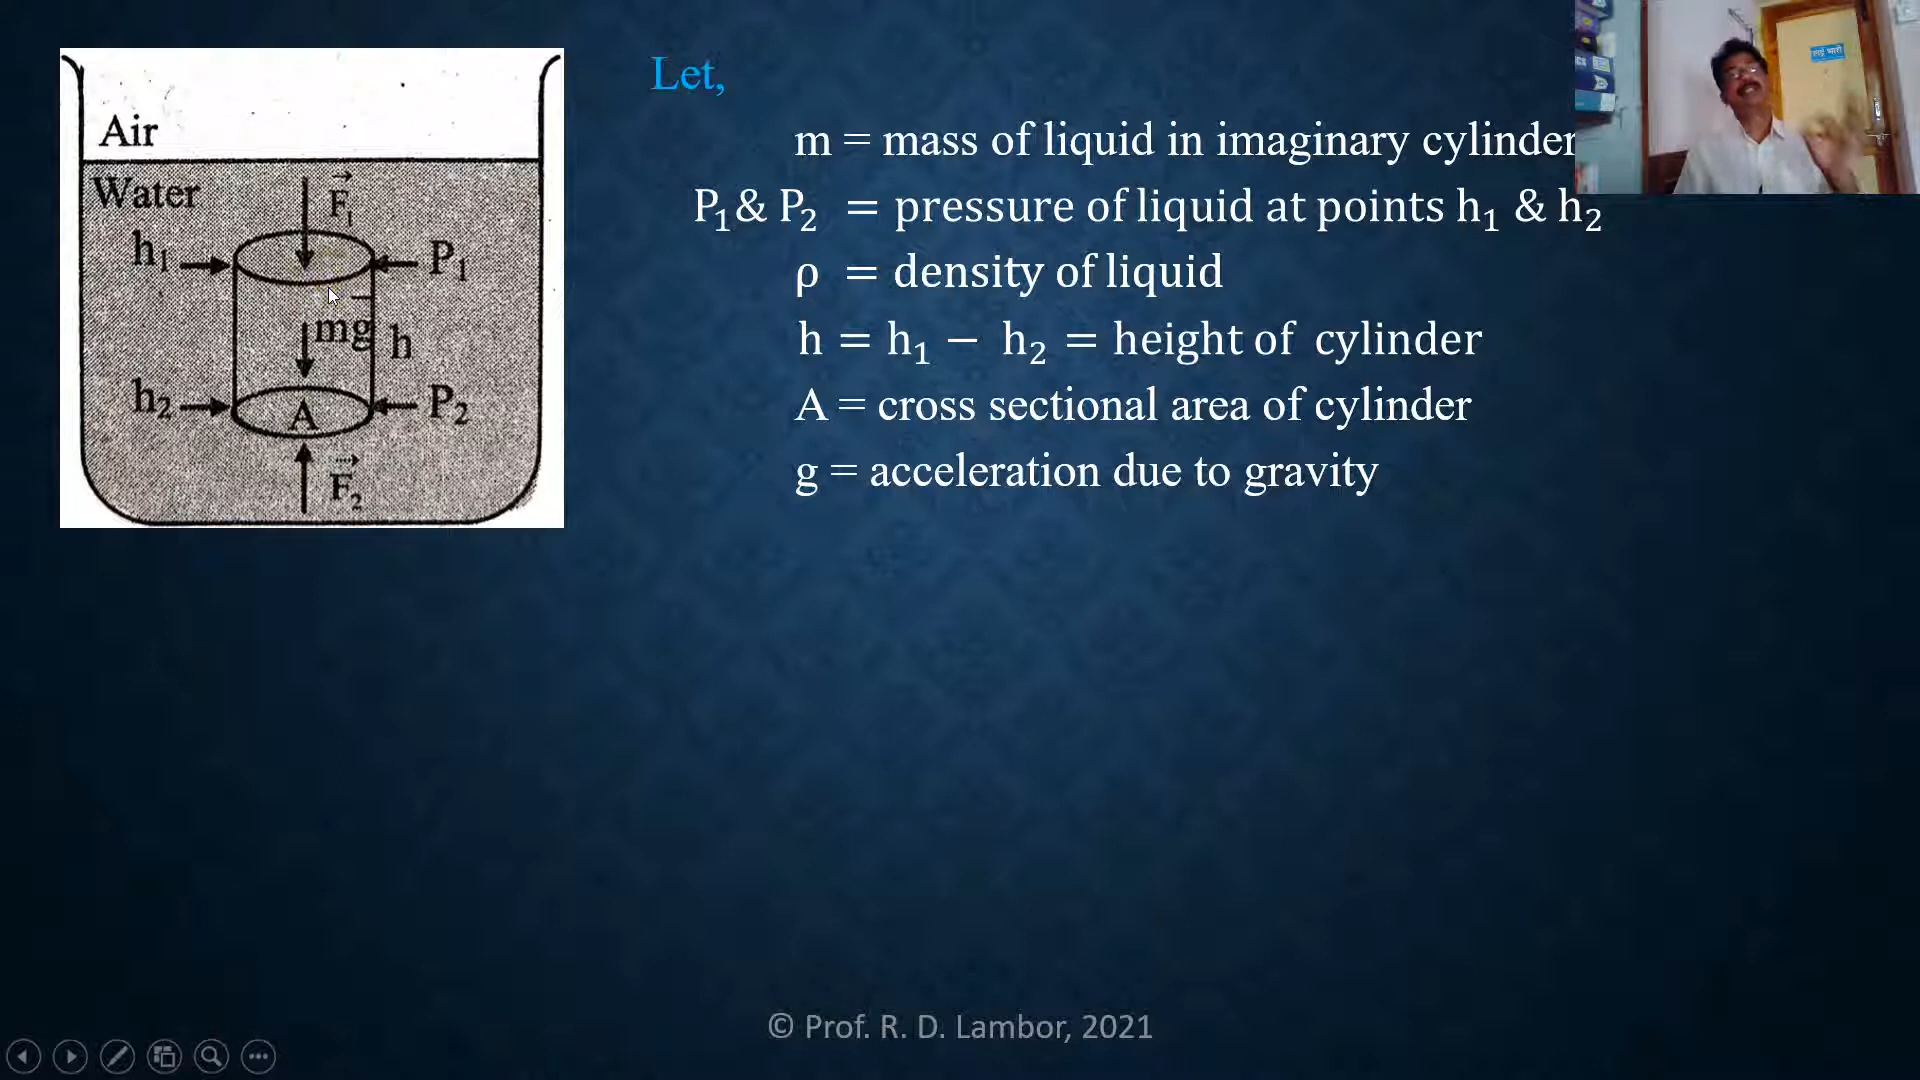 Air
Water
F₁
h₁
P₁
mg
h
h₂
A
P₂
F₂
Let,
m = mass of liquid in imaginary cylinder
P₁& P₂ = pressure of liquid at points h₁ & h₂
ρ = density of liquid
h = h₁ − h₂ = height of cylinder
A = cross sectional area of cylinder
g = acceleration due to gravity
© Prof. R. D. Lambor, 2021